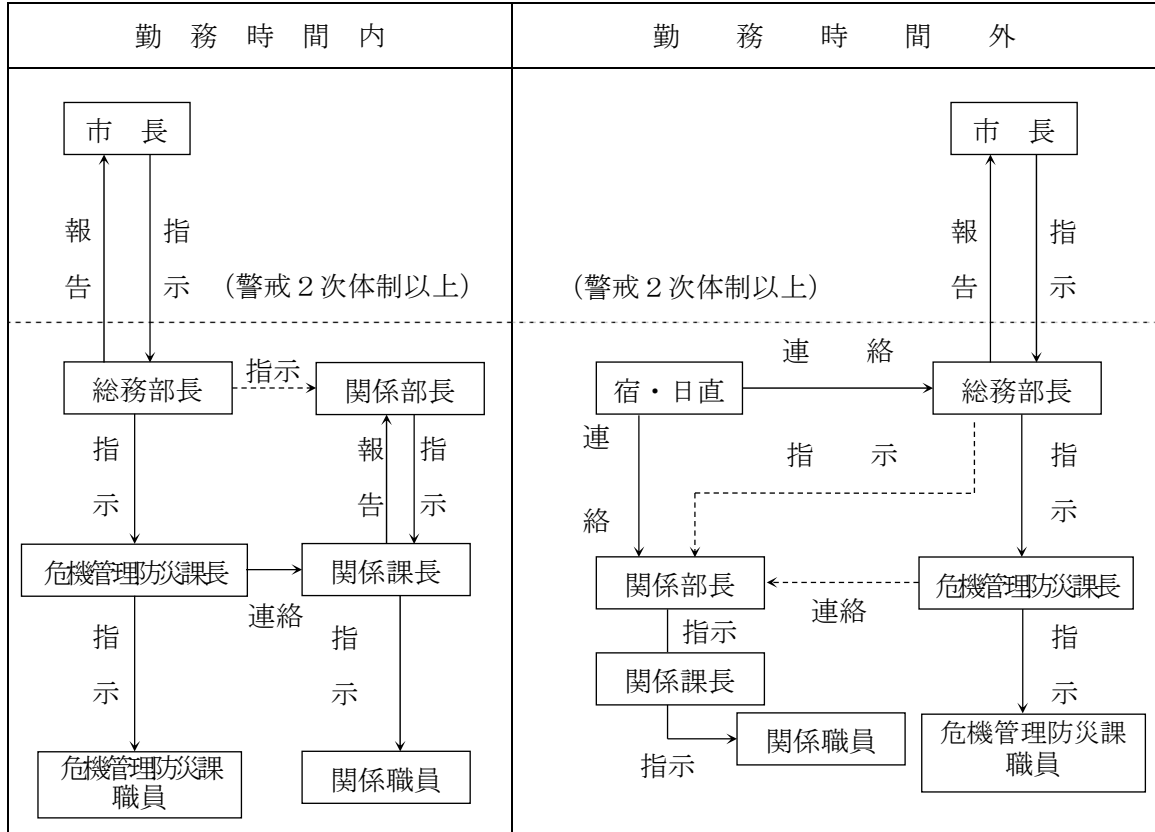 勤務時間内
市長
報告
指示
(警戒２次体制以上)
総務部長
指示
関係部長
指示
報告
指示
危機管理防災課長
連絡
関係課長
指示
指示
危機管理防災課
職員
関係職員
勤務時間外
市長
報告
指示
(警戒２次体制以上)
連絡
宿・日直
総務部長
連絡
指示
指示
関係部長
連絡
危機管理防災課長
指示
関係課長
指示
関係職員
指示
危機管理防災課
職員